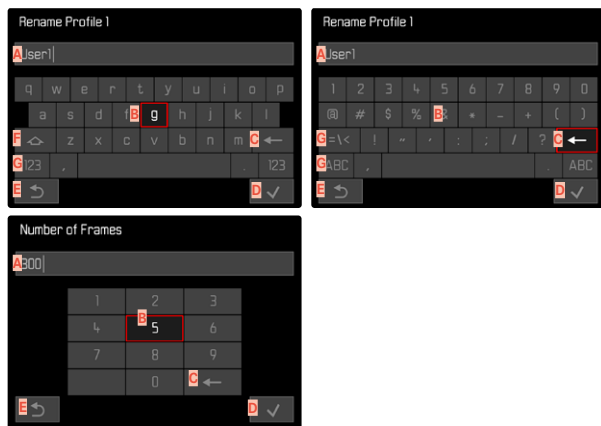 Rename Profile 1
A User1
q w e r t y u i o p
a s d f B g h j k l
F z x c v b n m C ←
G 123 , . 123
E D ✓
Rename Profile 1
A User1
1 2 3 4 5 6 7 8 9 0
@ # $ % B & * - + ( )
G =\< ! " ' : ; / ? C ←
G ABC , . ABC
E D ✓
Number of Frames
A 300
1 2 3
B
4 5 6
7 8 9
0 C ←
E D ✓